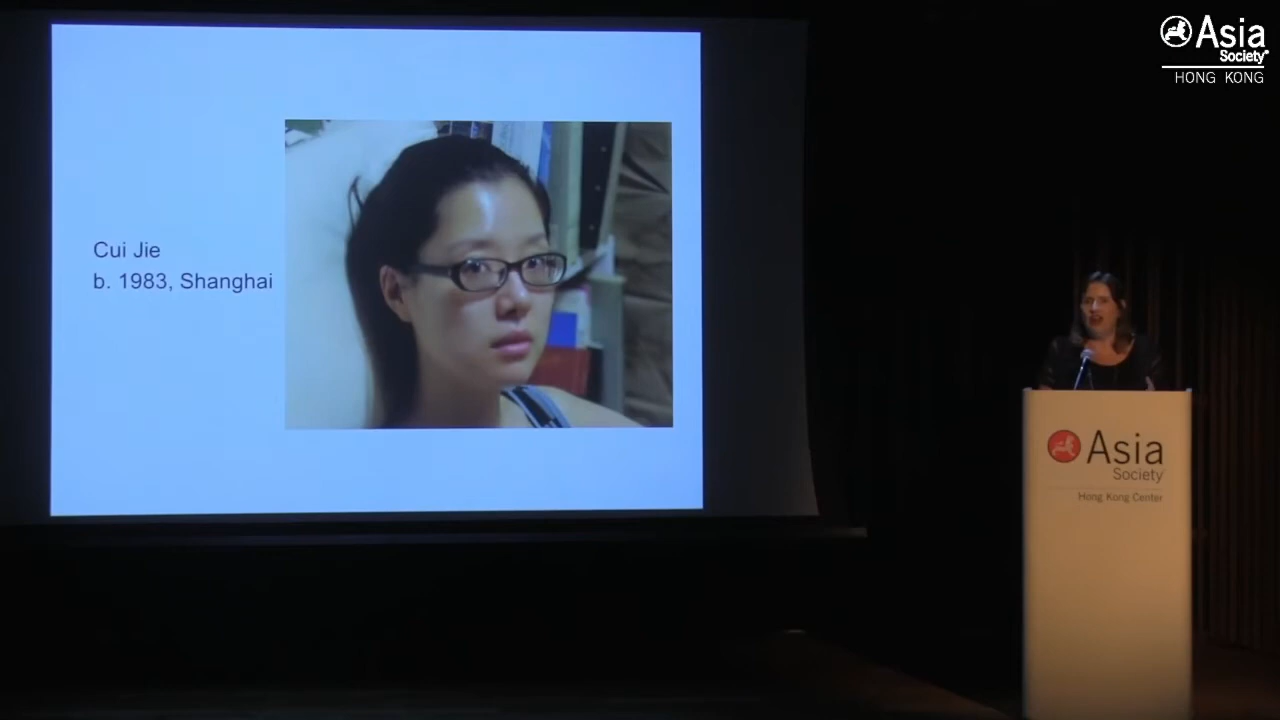 Asia
Society
HONG KONG
Cui Jie
b. 1983, Shanghai
Asia
Society
Hong Kong Center